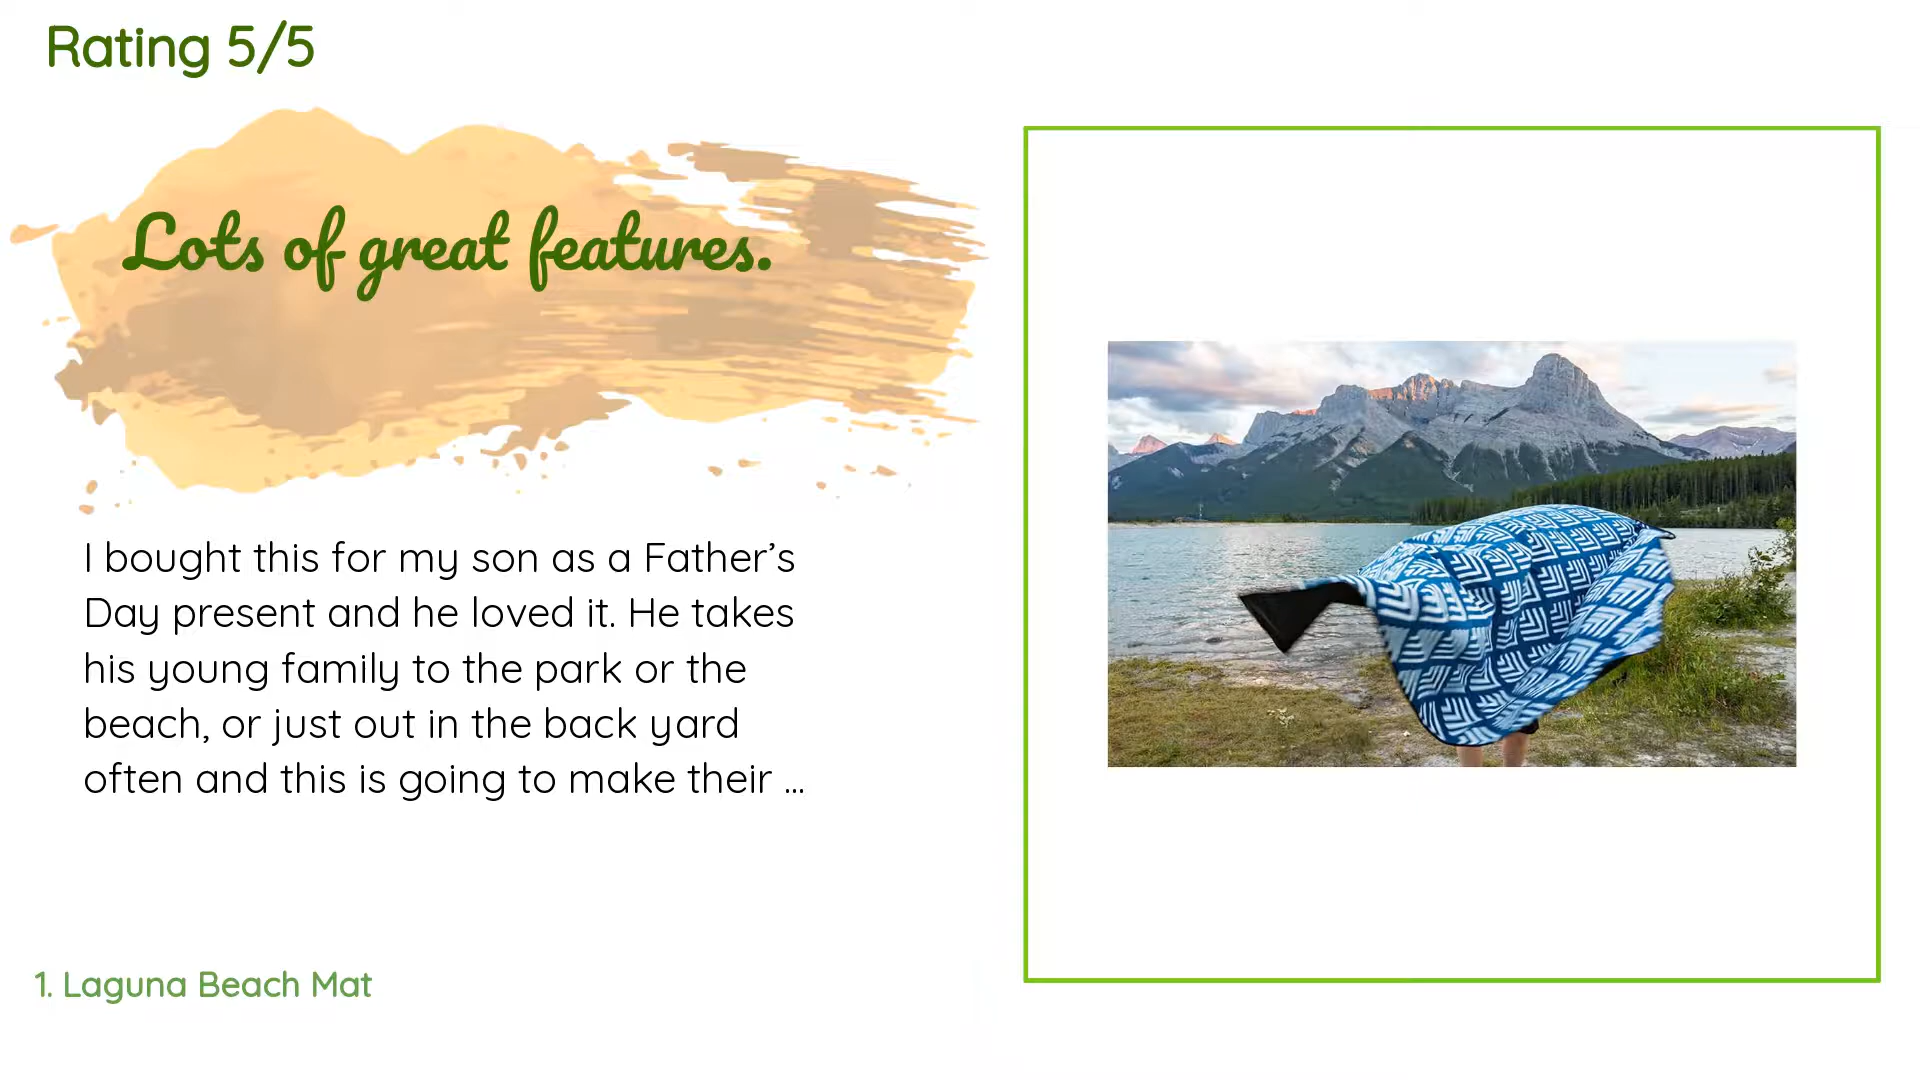 Rating 5/5
Lots of great features.
I bought this for my son as a Father’s
Day present and he loved it. He takes
his young family to the park or the
beach, or just out in the back yard
often and this is going to make their ...
1. Laguna Beach Mat